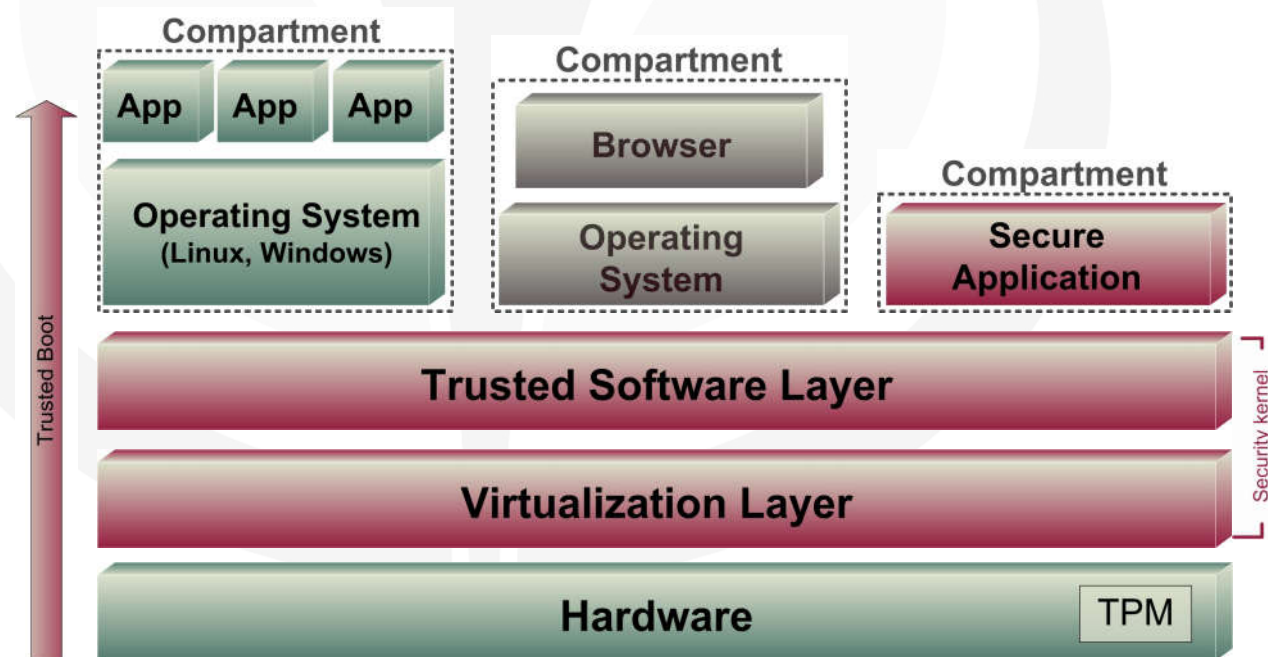 Compartment
App
App
App
Operating System
(Linux, Windows)
Compartment
Browser
Operating
System
Compartment
Secure
Application
Trusted Boot
Trusted Software Layer
Security kernel
Virtualization Layer
Hardware
TPM